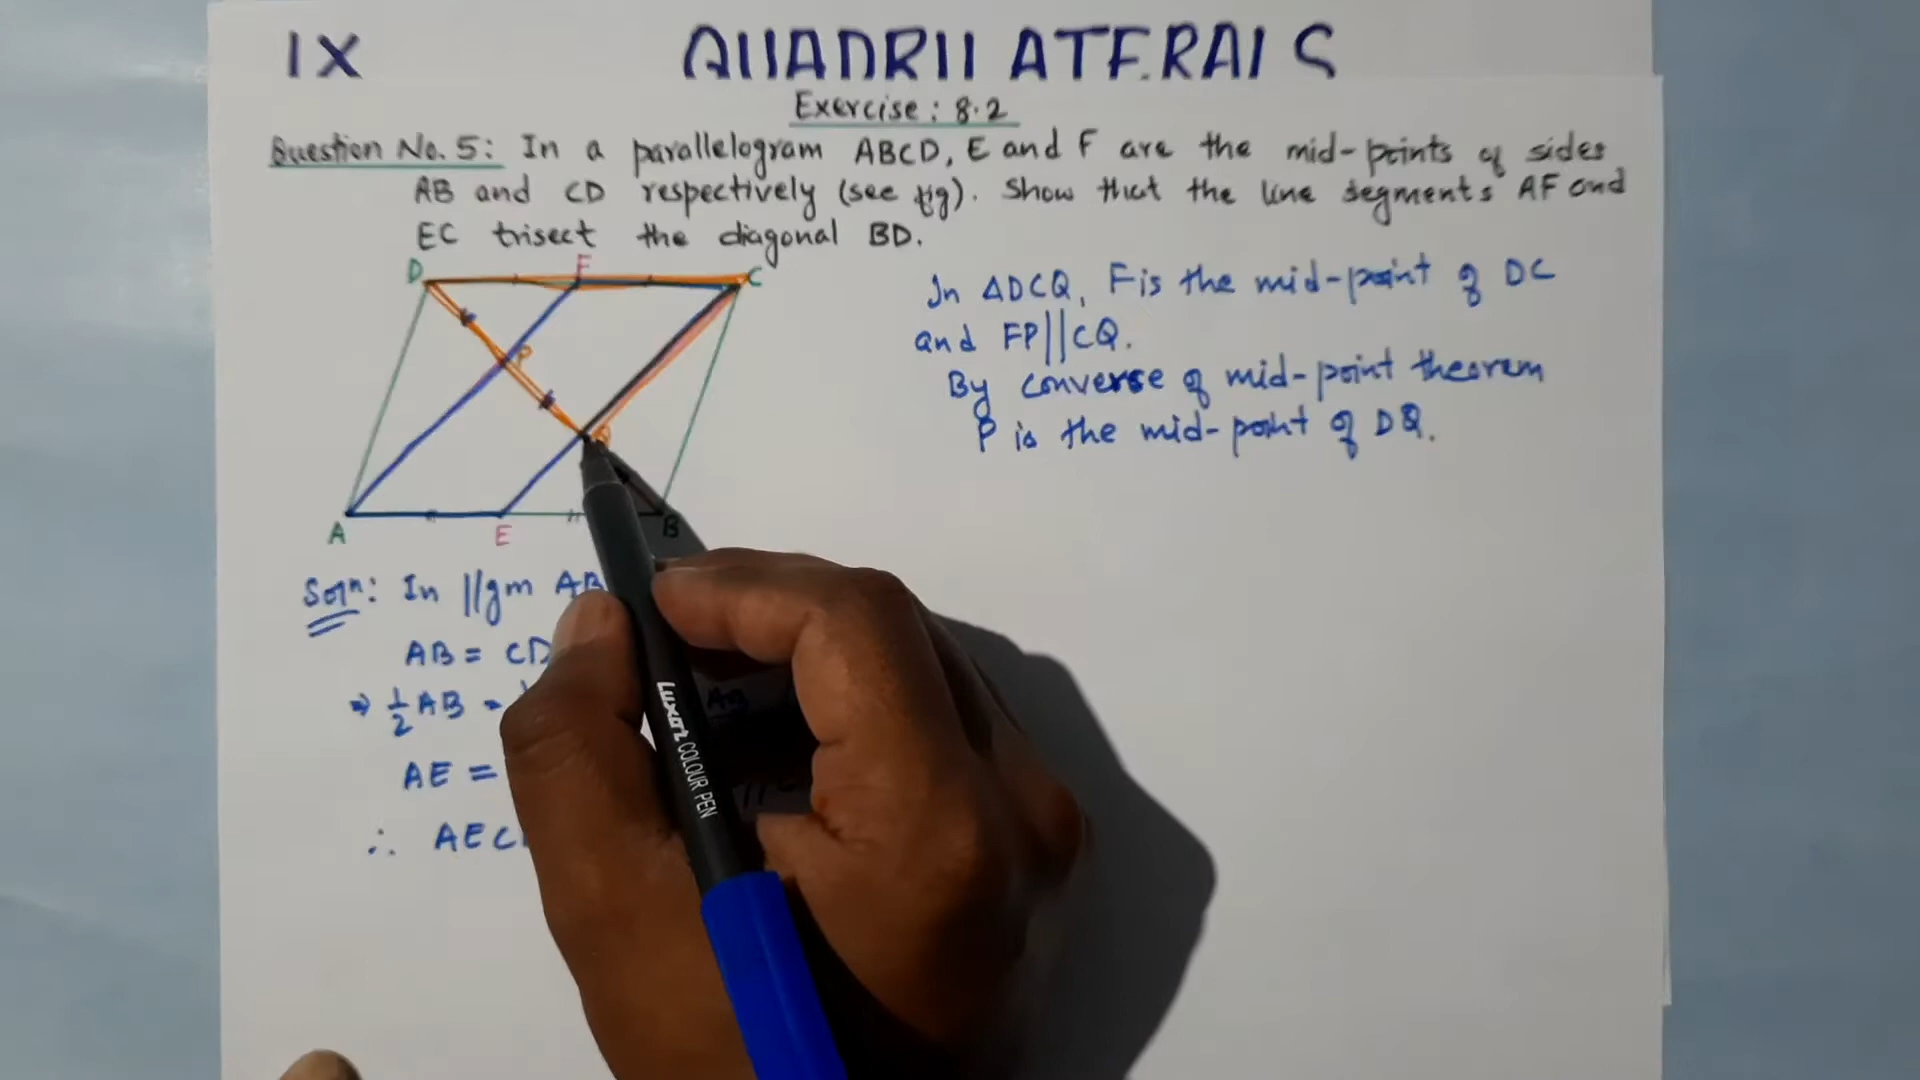 IX QUADRILATERALS
Exercise: 8.2
Question No. 5: In a parallelogram ABCD, E and F are the mid-points of sides
AB and CD respectively (see fig). Show that the line segments AF and
EC trisect the diagonal BD.
D F C
P
Q
A E B
In ΔDCQ, F is the mid-point of DC
and FP||CQ.
By converse of mid-point theorem
P is the mid-point of DQ.
Solⁿ: In ||gm AB
AB = CD
⇒ ½AB =
AE =
∴ AEC
Luxor COLOUR PEN